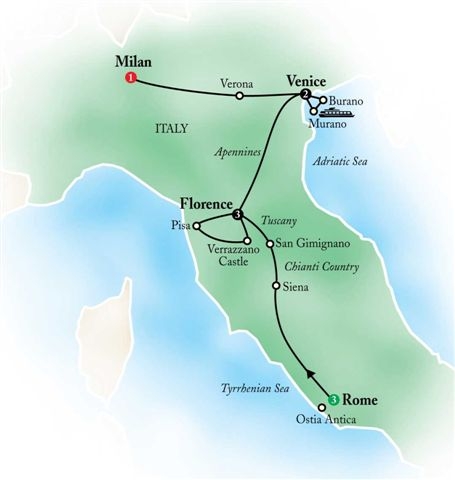 Milan
1
Verona
Venice
2
Burano
Murano
ITALY
Apennines
Adriatic Sea
Florence
3
Pisa
Tuscany
Verrazzano
Castle
San Gimignano
Chianti Country
Siena
Tyrrhenian Sea
3
Rome
Ostia Antica